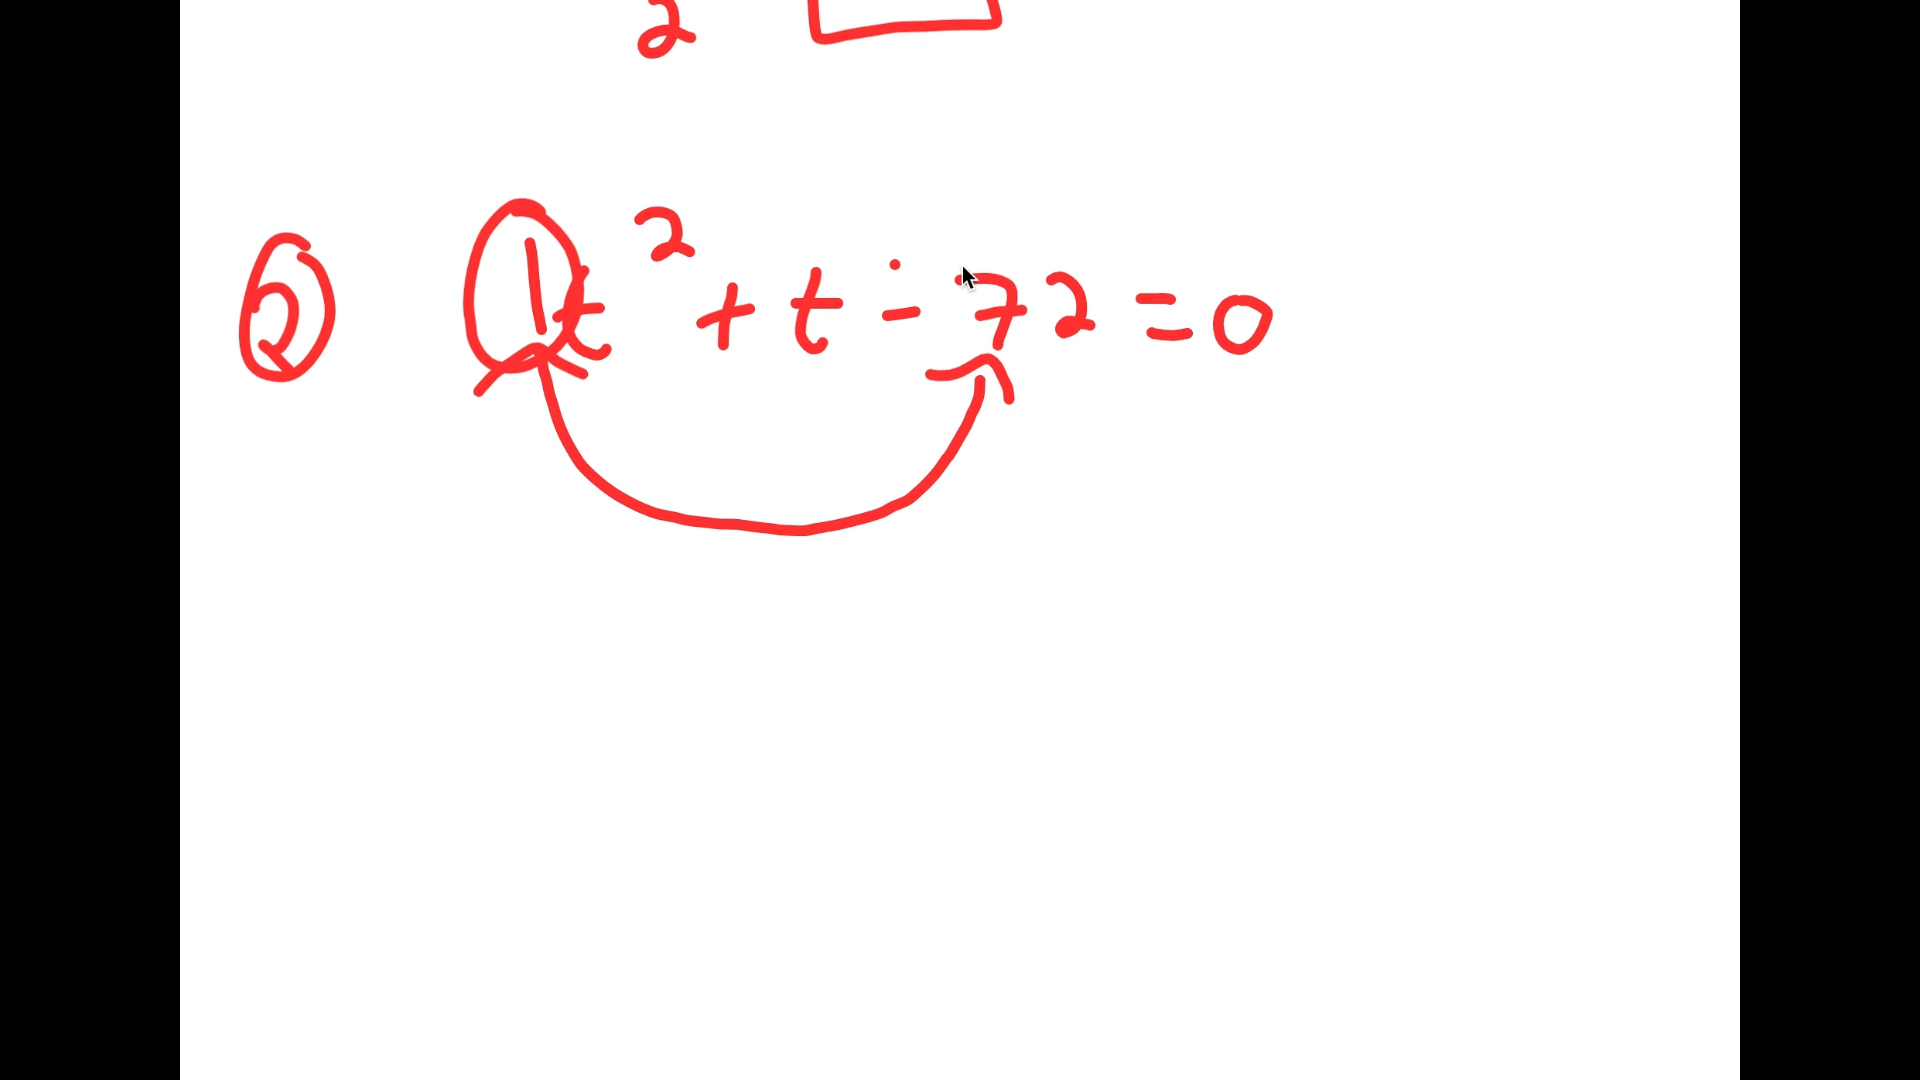 2
2 1t² + t - 72 = 0